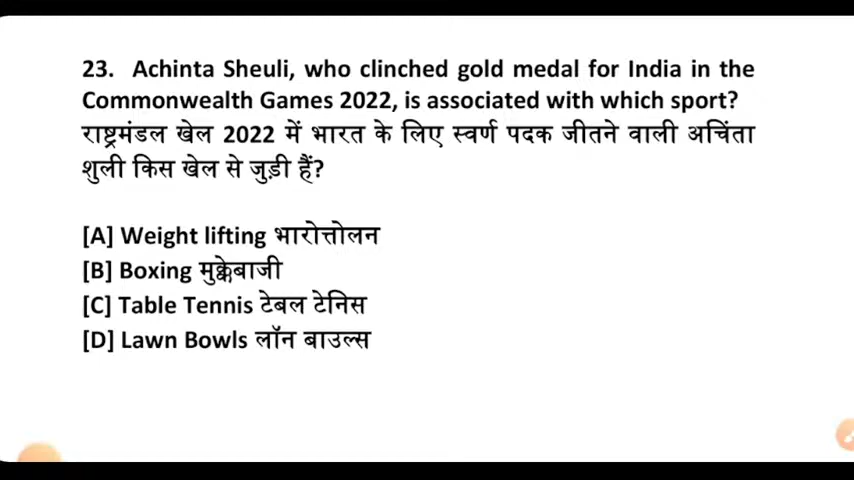 23. Achinta Sheuli, who clinched gold medal for India in the
Commonwealth Games 2022, is associated with which sport?
राष्ट्रमंडल खेल 2022 में भारत के लिए स्वर्ण पदक जीतने वाली अचिंता
शुली किस खेल से जुड़ी हैं?
[A] Weight lifting भारोत्तोलन
[B] Boxing मुक्केबाजी
[C] Table Tennis टेबल टेनिस
[D] Lawn Bowls लॉन बाउल्स